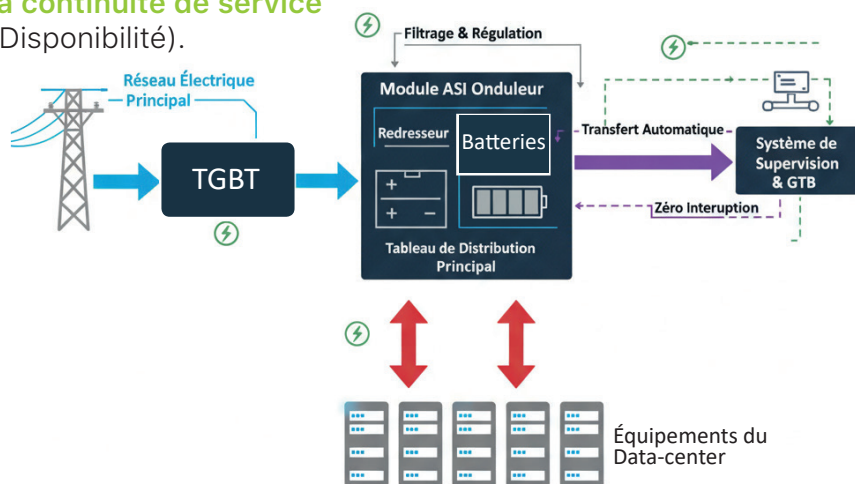 a continuité de service
Disponibilité).
Filtrage & Régulation
Réseau Électrique
Principal
TGBT
Module ASI Onduleur
Redresseur
Batteries
Tableau de Distribution
Principal
Transfert Automatique
Zéro Interuption
Système de
Supervision
& GTB
Équipements du
Data-center